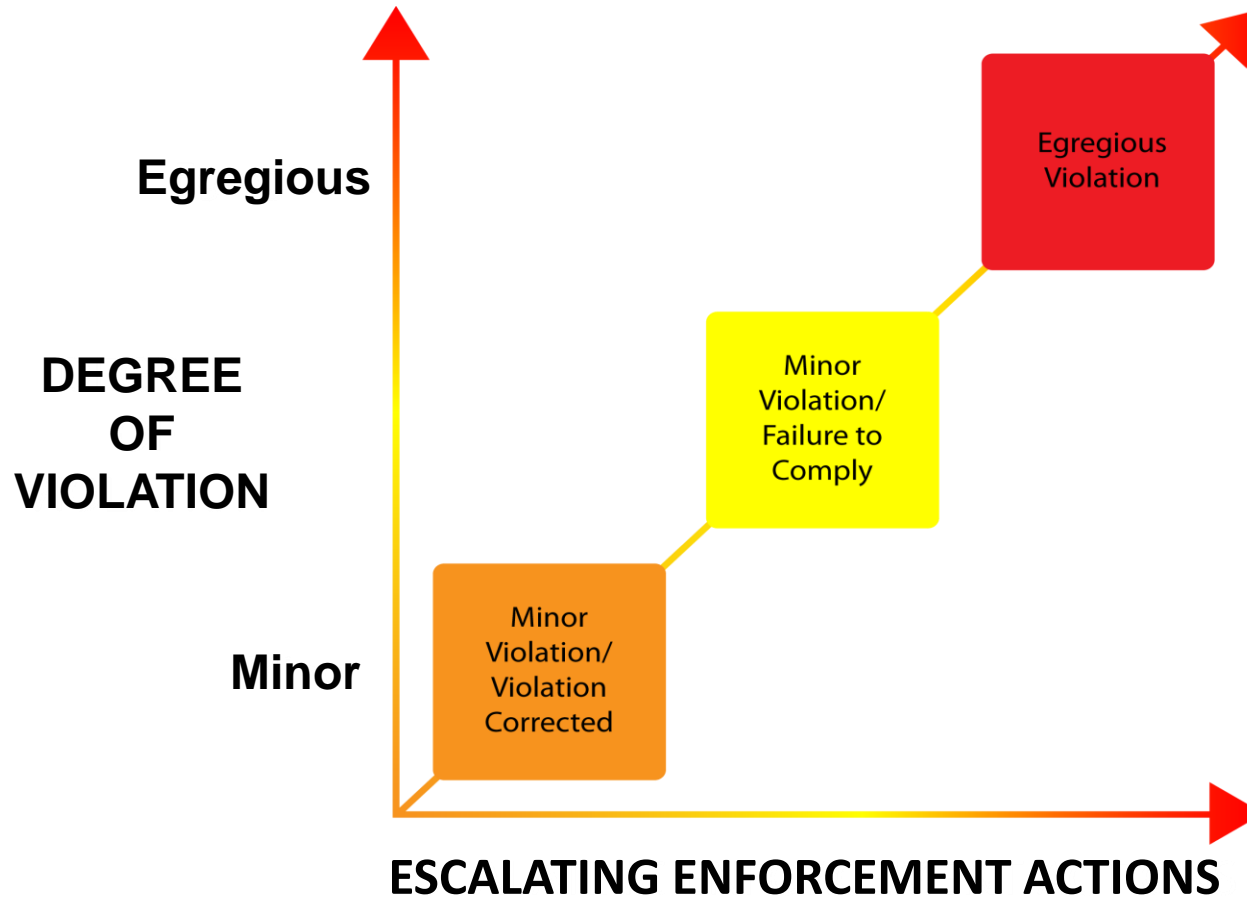 Egregious
Violation
Egregious
Minor
Violation/
Failure to
Comply
DEGREE
OF
VIOLATION
Minor
Violation/
Violation
Corrected
Minor
ESCALATING ENFORCEMENT ACTIONS